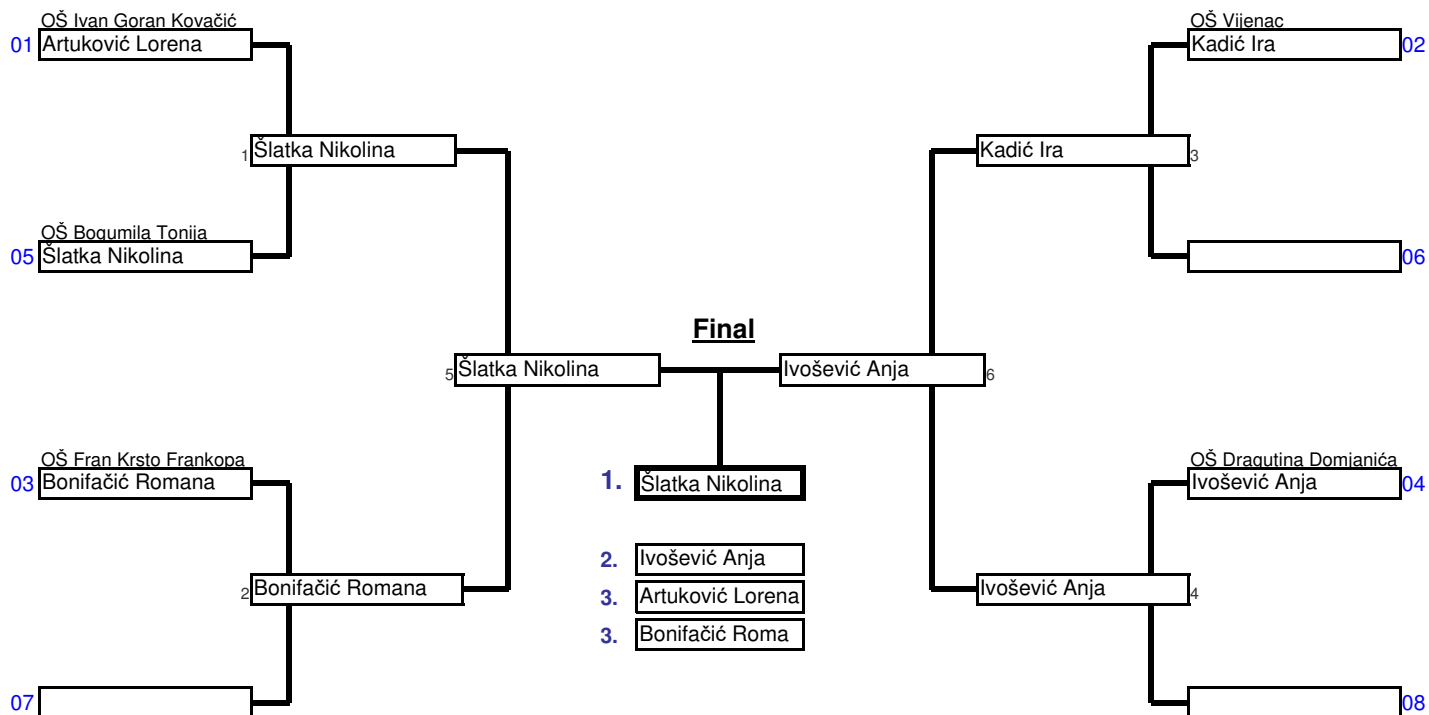 OŠ Ivan Goran Kovačić
OŠ Vijenac
01 Artuković Lorena
Kadić Ira 02
1 Šlatka Nikolina
Kadić Ira 3
OŠ Bogumila Tonija
05 Šlatka Nikolina
06
Final
5 Šlatka Nikolina
Ivošević Anja 6
OŠ Fran Krsto Frankopa
OŠ Dragutina Domjanića
03 Bonifačić Romana
1. Šlatka Nikolina
Ivošević Anja 04
2. Ivošević Anja
2 Bonifačić Romana
3. Artuković Lorena
Ivošević Anja 4
3. Bonifačić Roma
07
08